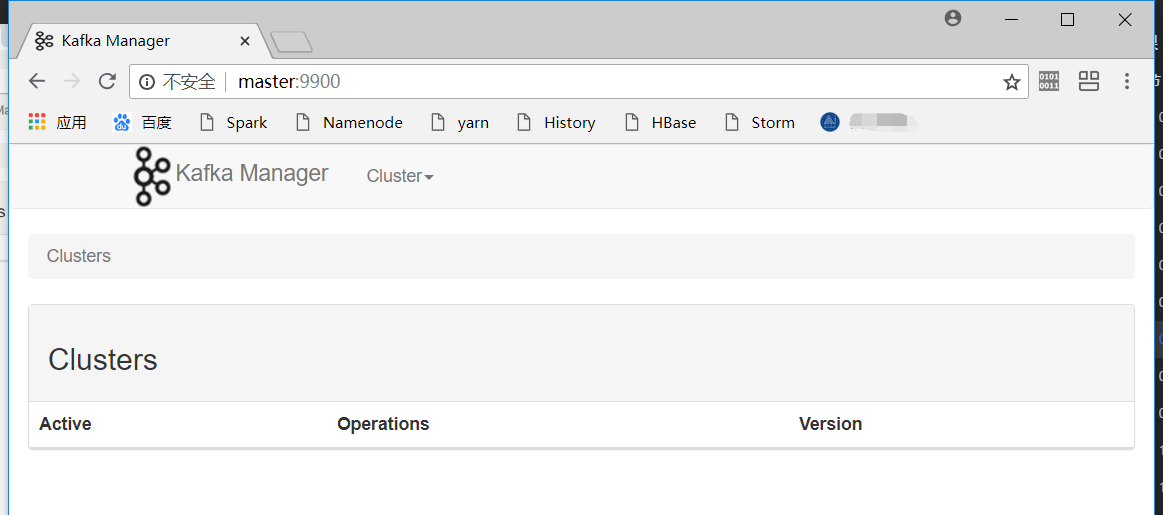 Kafka Manager
不安全 master:9900
应用 百度 Spark Namenode yarn History HBase Storm
Kafka Manager Cluster
Clusters
Clusters
Active Operations Version